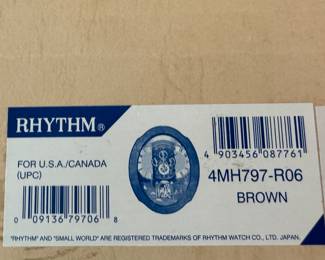 RHYTHM®
FOR U.S.A./CANADA
(UPC)
0 09136 79706 8
4 903456 087761
4MH797-R06
BROWN
"RHYTHM" AND "SMALL WORLD" ARE REGISTERED TRADEMARKS OF RHYTHM WATCH CO., LTD. JAPAN.